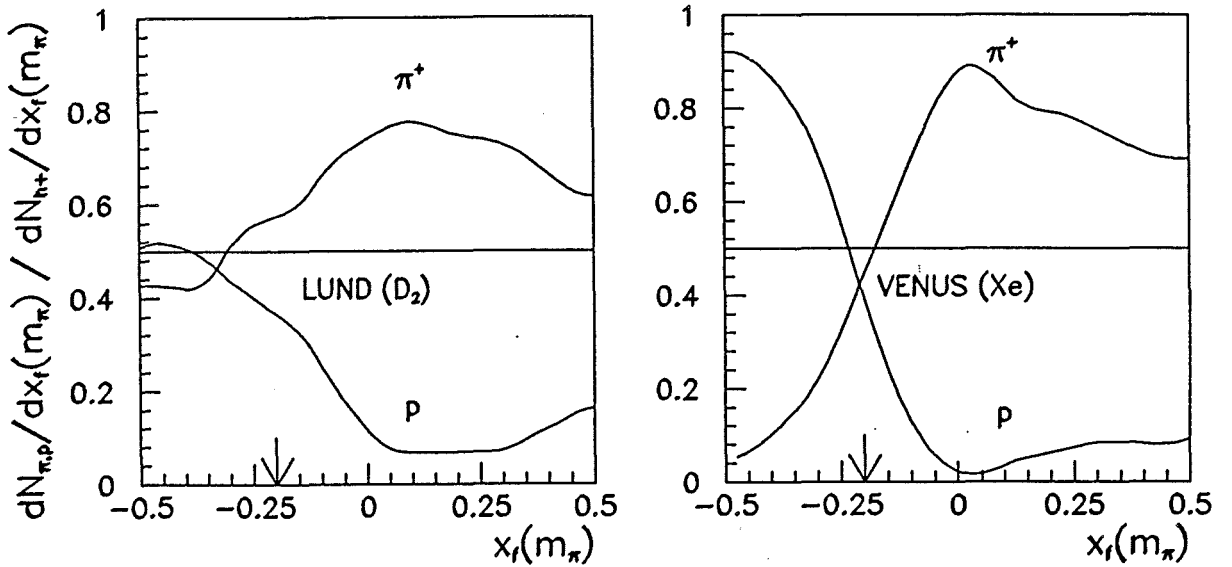 dN_{π,p}/dx_f(m_π) / dN_{h+}/dx_f(m_π)
1
0.8
0.6
0.4
0.2
0
π⁺
LUND (D₂)
p
−0.5 −0.25 0 0.25 0.5
x_f(m_π)
1
0.8
0.6
0.4
0.2
0
π⁺
VENUS (Xe)
p
−0.5 −0.25 0 0.25 0.5
x_f(m_π)